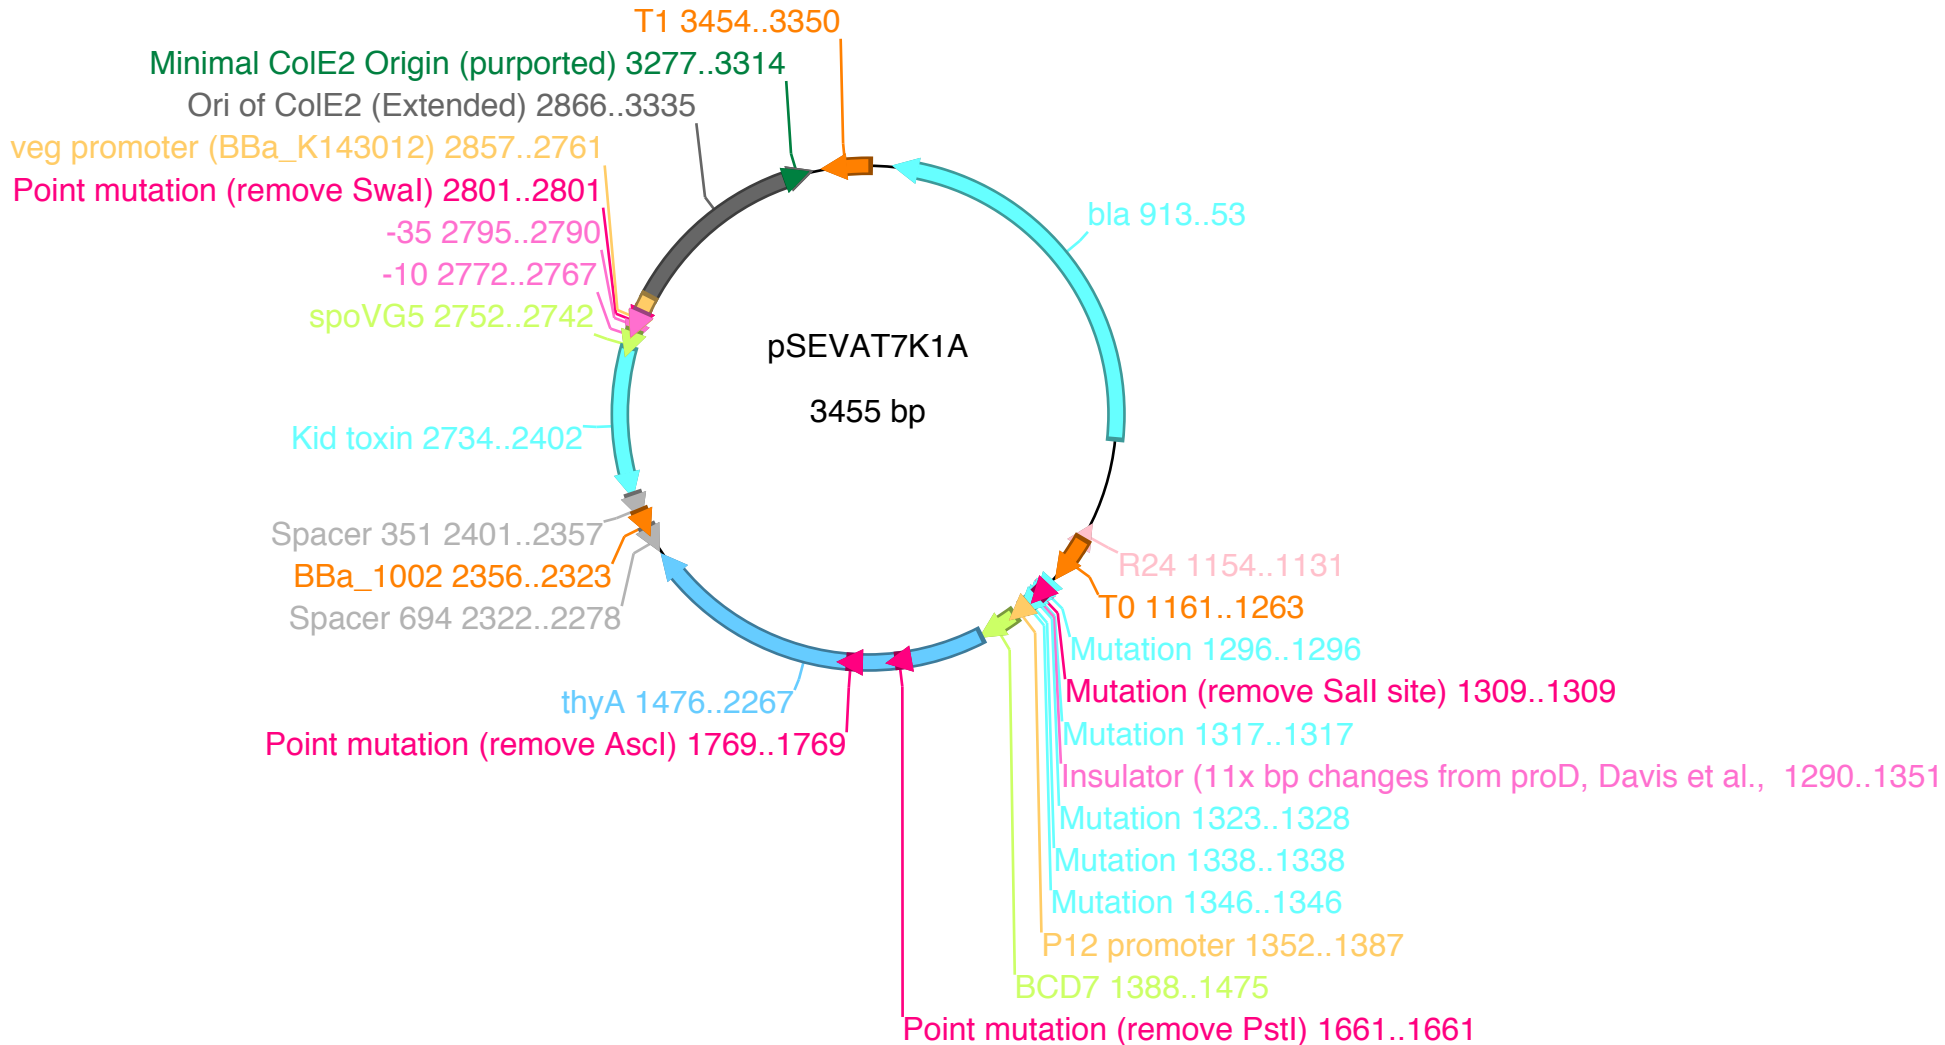 T1 3454..3350
Minimal ColE2 Origin (purported) 3277..3314
Ori of ColE2 (Extended) 2866..3335
veg promoter (BBa_K143012) 2857..2761
Point mutation (remove SwaI) 2801..2801
-35 2795..2790
-10 2772..2767
spoVG5 2752..2742
Kid toxin 2734..2402
Spacer 351 2401..2357
BBa_1002 2356..2323
Spacer 694 2322..2278
thyA 1476..2267
Point mutation (remove AscI) 1769..1769
pSEVAT7K1A
3455 bp
bla 913..53
R24 1154..1131
T0 1161..1263
Mutation 1296..1296
Mutation (remove SalI site) 1309..1309
Mutation 1317..1317
Insulator (11x bp changes from proD, Davis et al.,  1290..1351
Mutation 1323..1328
Mutation 1338..1338
Mutation 1346..1346
P12 promoter 1352..1387
BCD7 1388..1475
Point mutation (remove PstI) 1661..1661